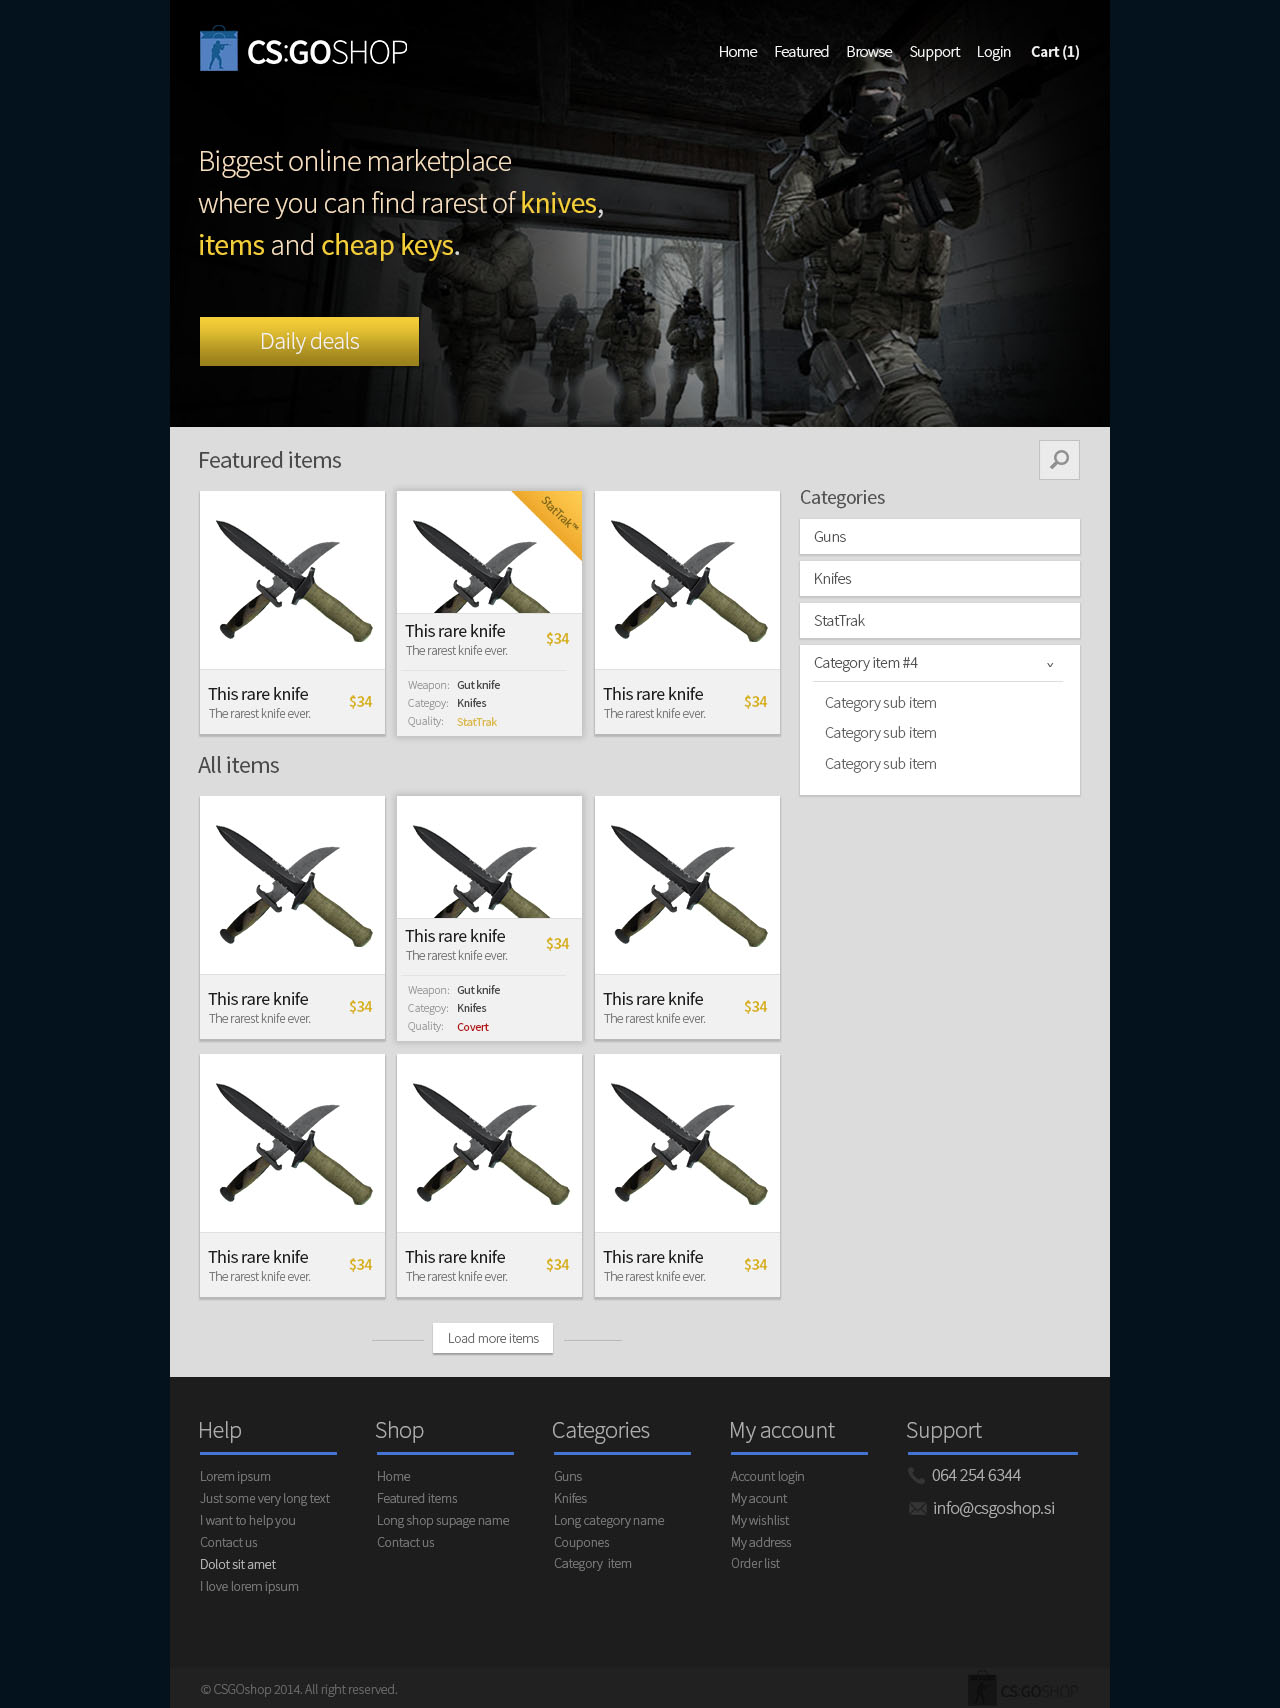 CS:GOSHOP
Home Featured Browse Support Login Cart (1)
Biggest online marketplace
where you can find rarest of knives,
items and cheap keys.
Daily deals
Featured items
This rare knife
The rarest knife ever.
$34
StatTrak™
This rare knife
The rarest knife ever.
$34
Weapon: Gut knife
Categoy: Knifes
Quality: StatTrak
This rare knife
The rarest knife ever.
$34
Categories
Guns
Knifes
StatTrak
Category item #4
Category sub item
Category sub item
Category sub item
All items
This rare knife
The rarest knife ever.
$34
This rare knife
The rarest knife ever.
$34
Weapon: Gut knife
Categoy: Knifes
Quality: Covert
This rare knife
The rarest knife ever.
$34
This rare knife
The rarest knife ever.
$34
This rare knife
The rarest knife ever.
$34
This rare knife
The rarest knife ever.
$34
Load more items
Help
Lorem ipsum
Just some very long text
I want to help you
Contact us
Dolot sit amet
I love lorem ipsum
Shop
Home
Featured items
Long shop supage name
Contact us
Categories
Guns
Knifes
Long category name
Coupones
Category item
My account
Account login
My acount
My wishlist
My address
Order list
Support
064 254 6344
info@csgoshop.si
© CSGOshop 2014. All right reserved.
CS:GOSHOP